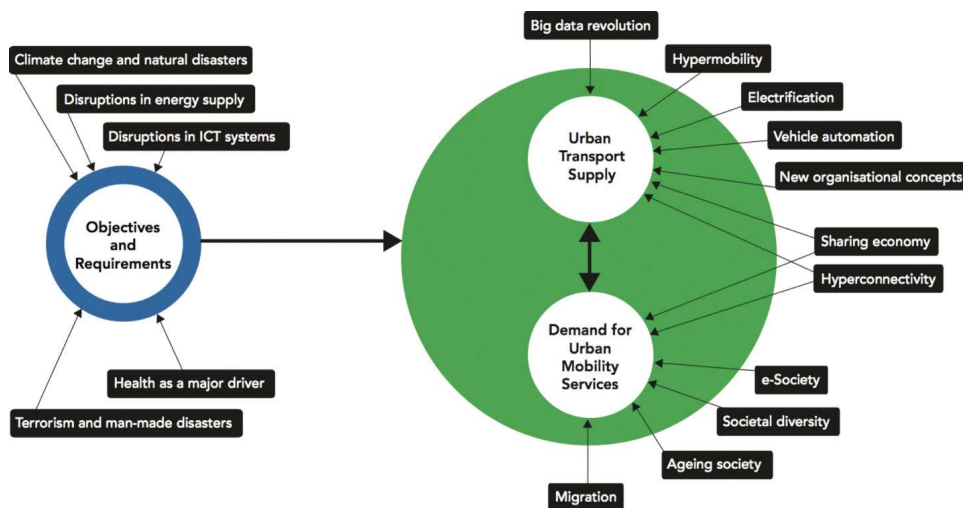 Big data revolution
Climate change and natural disasters
Hypermobility
Disruptions in energy supply
Electrification
Disruptions in ICT systems
Vehicle automation
Urban
Transport
Supply
New organisational concepts
Objectives
and
Requirements
Sharing economy
Hyperconnectivity
Demand for
Urban
Mobility
Services
Health as a major driver
e-Society
Terrorism and man-made disasters
Societal diversity
Ageing society
Migration